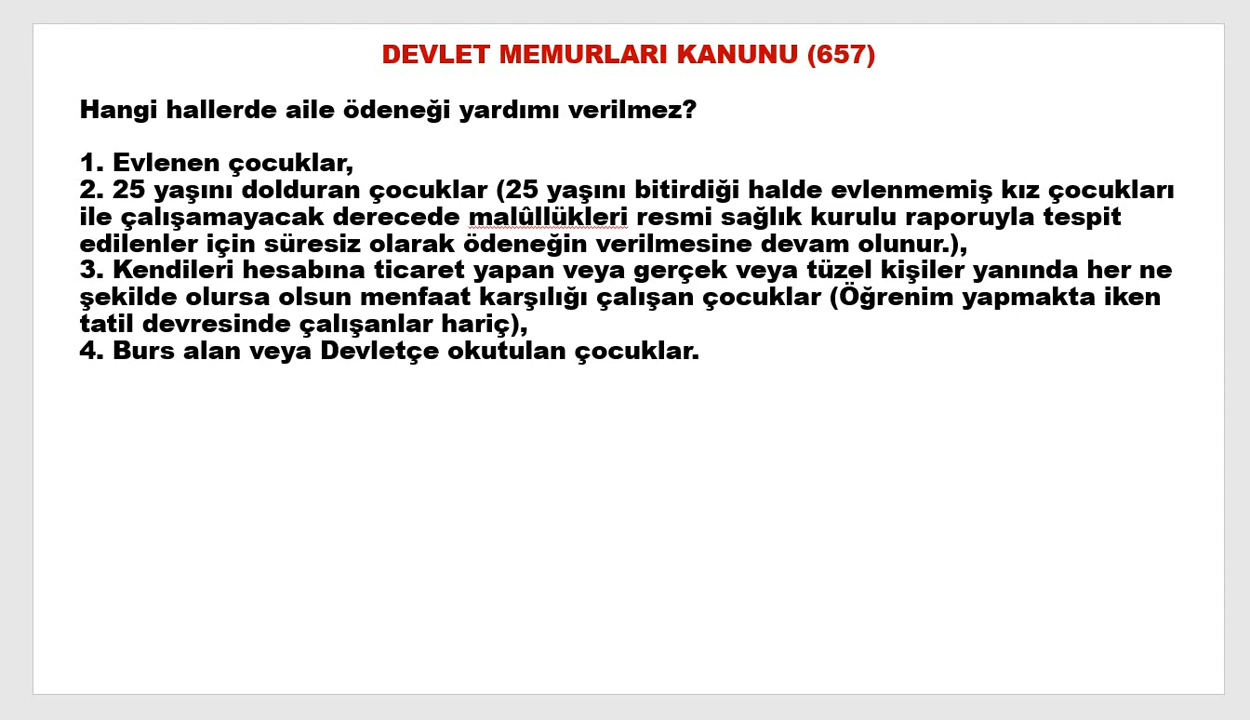 DEVLET MEMURLARI KANUNU (657)
Hangi hallerde aile ödeneği yardımı verilmez?
1. Evlenen çocuklar,
2. 25 yaşını dolduran çocuklar (25 yaşını bitirdiği halde evlenmemiş kız çocukları
ile çalışamayacak derecede malûllükleri resmi sağlık kurulu raporuyla tespit
edilenler için süresiz olarak ödeneğin verilmesine devam olunur.),
3. Kendileri hesabına ticaret yapan veya gerçek veya tüzel kişiler yanında her ne
şekilde olursa olsun menfaat karşılığı çalışan çocuklar (Öğrenim yapmakta iken
tatil devresinde çalışanlar hariç),
4. Burs alan veya Devletçe okutulan çocuklar.